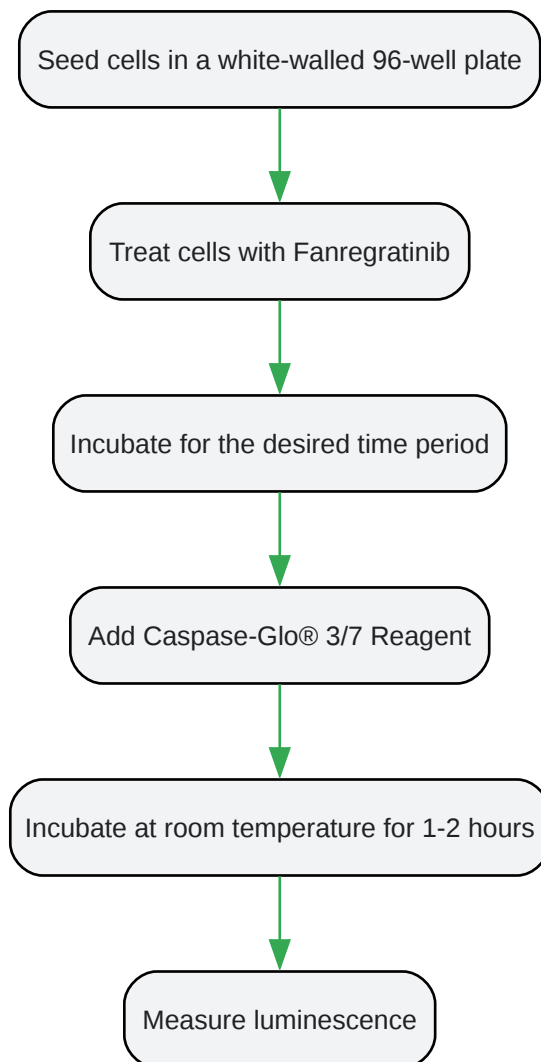 Seed cells in a white-walled 96-well plate
Treat cells with Fanregratinib
Incubate for the desired time period
Add Caspase-Glo® 3/7 Reagent
Incubate at room temperature for 1-2 hours
Measure luminescence